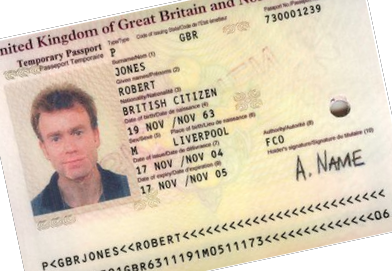 United Kingdom of Great Britain and
Temporary Passport
Passeport Temporaire
Type/Type
Code of issuing State/Code de l'Etat émetteur
Passport No./Passeport No.
P
GBR
730001239
Surname/Nom (1)
JONES
Given names/Prénoms (2)
ROBERT
Nationality/Nationalité (3)
BRITISH CITIZEN
Date of birth/Date de naissance (4)
19 NOV /NOV 63
Sex/Sexe (5)
Place of birth/Lieu de naissance (6)
M
LIVERPOOL
Date of issue/Date de délivrance (7)
Authority/Autorité (8)
17 NOV /NOV 04
FCO
Date of expiry/Date d'expiration (9)
Holder's signature/Signature du titulaire (10)
17 NOV /NOV 05
A. NAME
P<GBRJONES<<ROBERT<<<<<<<<<<<<<<<<<<<<<
GBR6311191M0511173<<<<<<<<<<<<<<06